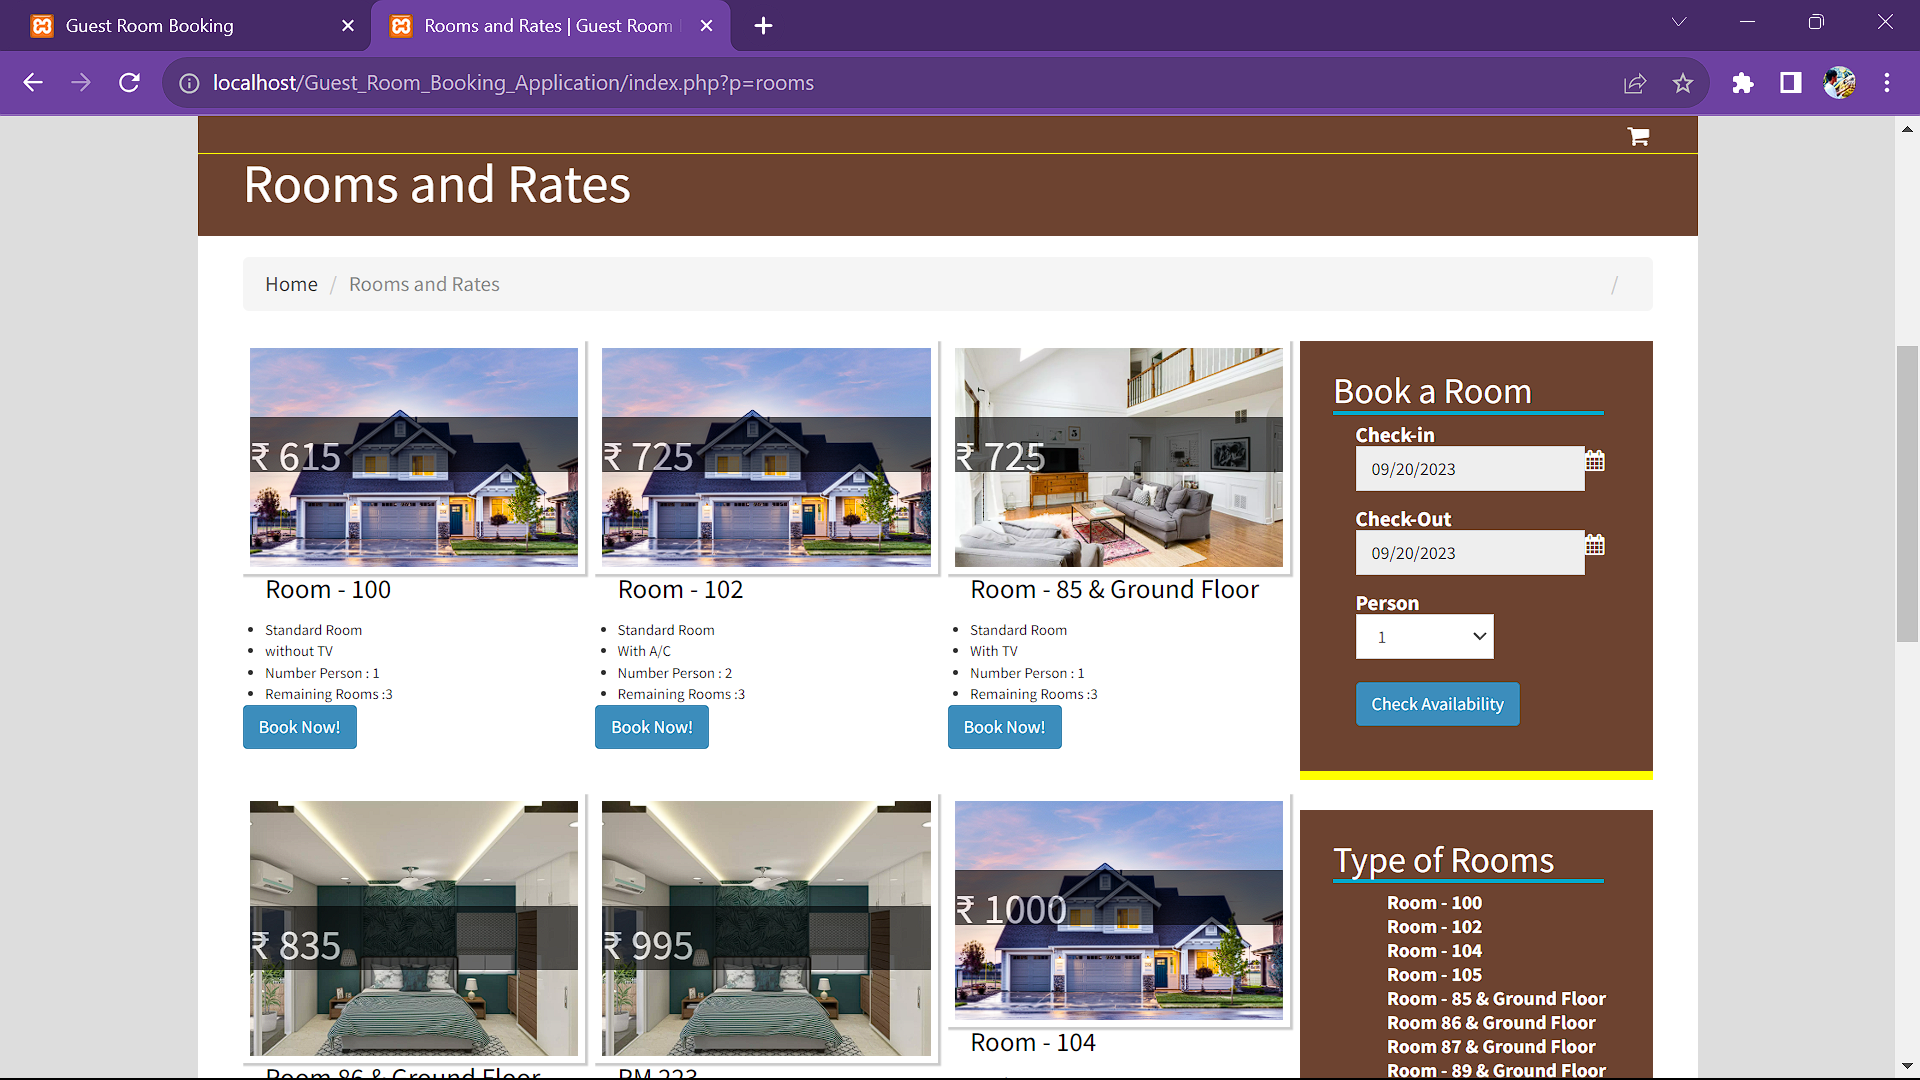 Guest Room Booking
Rooms and Rates | Guest Room
localhost/Guest_Room_Booking_Application/index.php?p=rooms
Rooms and Rates
Home / Rooms and Rates /
₹ 615
Room - 100
Standard Room
without TV
Number Person : 1
Remaining Rooms :3
Book Now!
₹ 725
Room - 102
Standard Room
With A/C
Number Person : 2
Remaining Rooms :3
Book Now!
₹ 725
Room - 85 & Ground Floor
Standard Room
With TV
Number Person : 1
Remaining Rooms :3
Book Now!
Book a Room
Check-in
09/20/2023
Check-Out
09/20/2023
Person
1
Check Availability
₹ 835
Room 86 & Ground Floor
₹ 995
RM 223
₹ 1000
Room - 104
Type of Rooms
Room - 100
Room - 102
Room - 104
Room - 105
Room - 85 & Ground Floor
Room 86 & Ground Floor
Room 87 & Ground Floor
Room - 89 & Ground Floor